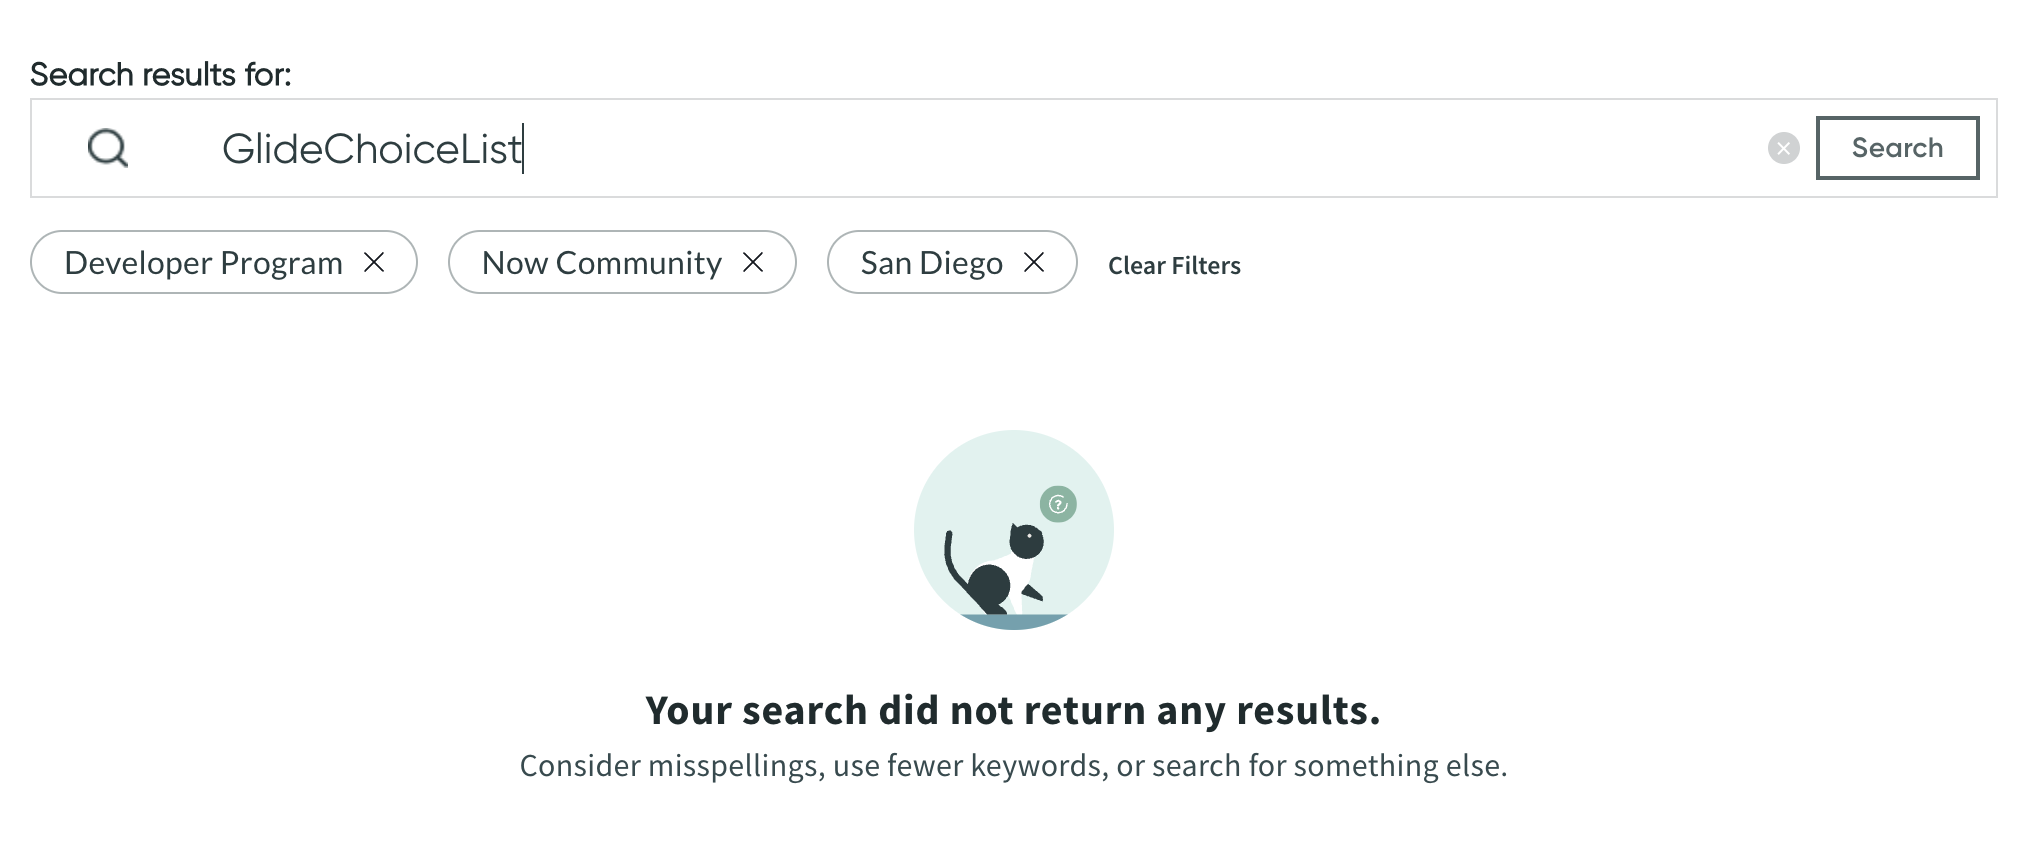 Search results for:
GlideChoiceList
Search
Developer Program
Now Community
San Diego
Clear Filters
?
Your search did not return any results.
Consider misspellings, use fewer keywords, or search for something else.